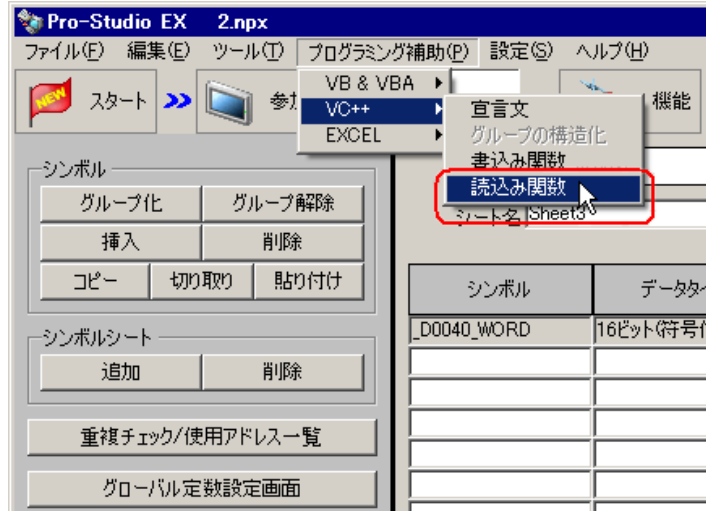 Pro-Studio EX 2.npx
ファイル(F) 編集(E) ツール(T) プログラミング補助(P) 設定(S) ヘルプ(H)
NEW スタート 機能
VB & VBA
VC++
EXCEL
宣言文
グループの構造化
書込み関数
読込み関数
シンボル
グループ化 グループ解除
挿入 削除
コピー 切り取り 貼り付け
シンボルシート
追加 削除
重複チェック/使用アドレス一覧
グローバル定数設定画面
シート名 Sheet3
シンボル データタイ
_D0040_WORD 16ビット(符号付